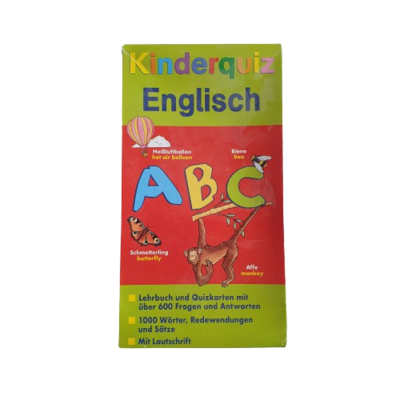 Kinderquiz
Englisch
Heißluftballon
hot air balloon
Biene
bee
ABC
Schmetterling
butterfly
Affe
monkey
Lehrbuch und Quizkarten mit
über 600 Fragen und Antworten
1000 Wörter, Redewendungen
und Sätze
Mit Lautschrift